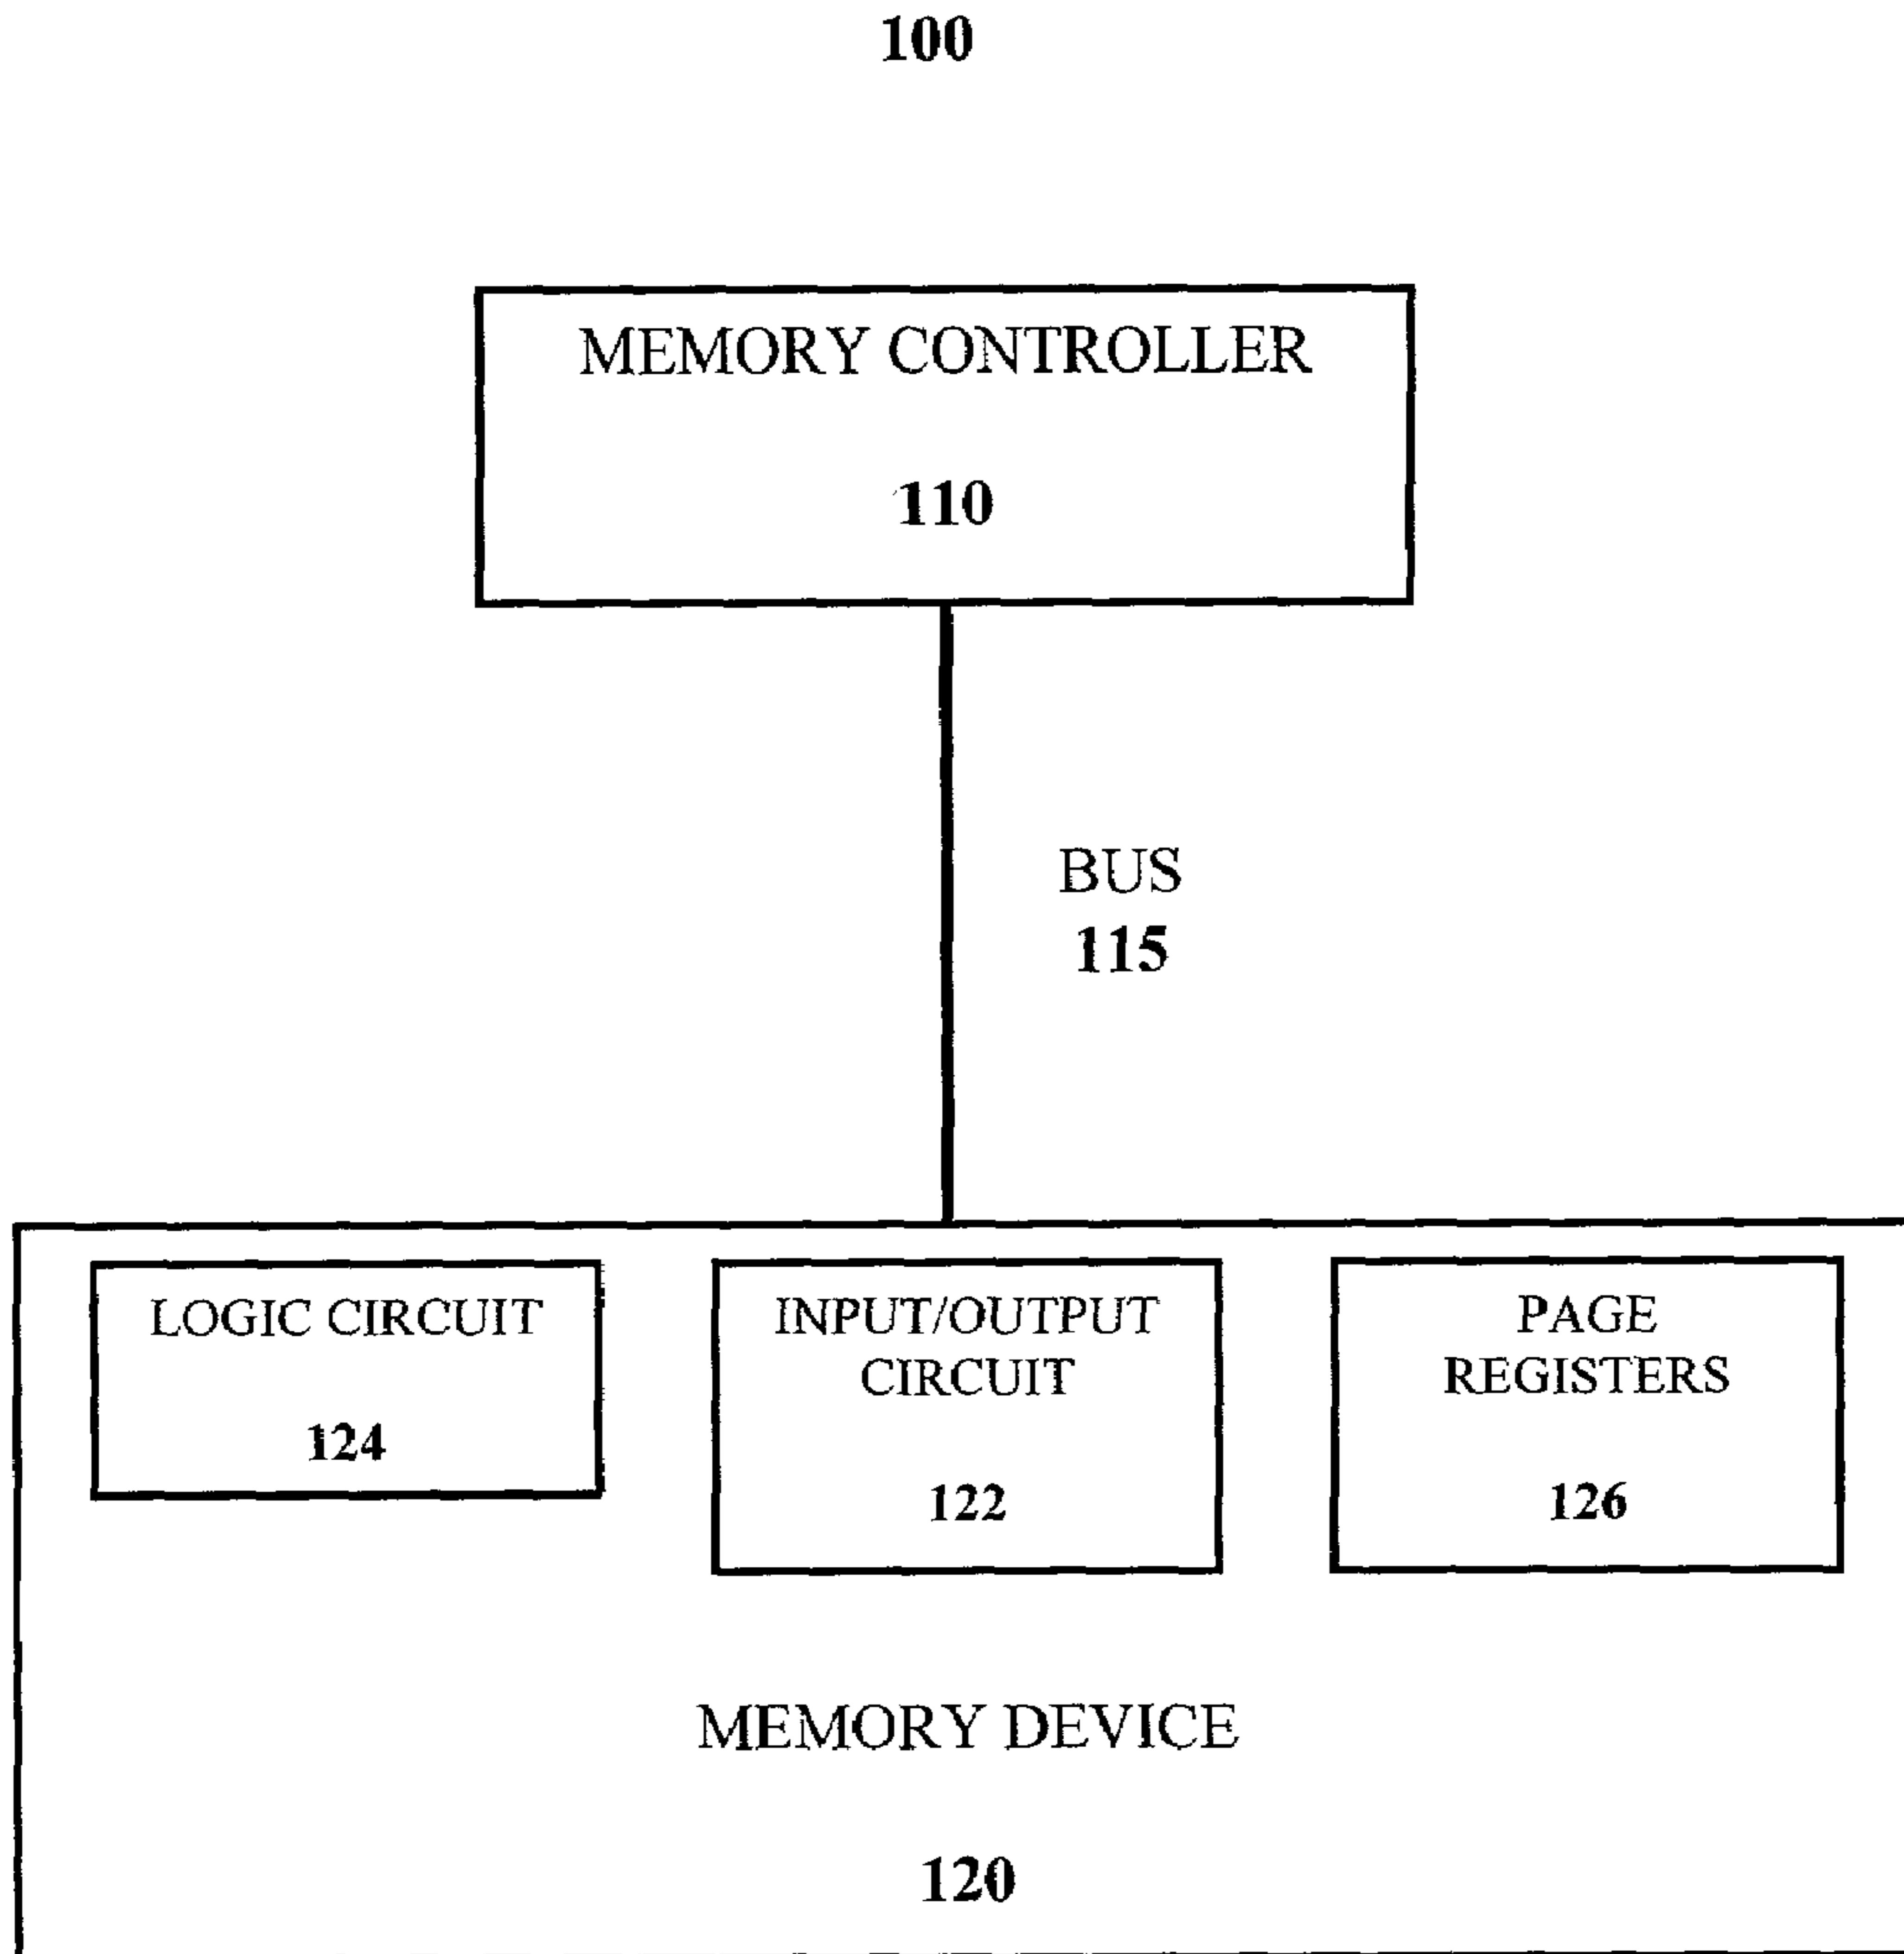 100
MEMORY CONTROLLER
110
BUS
115
LOGIC CIRCUIT
124
INPUT/OUTPUT
CIRCUIT
122
PAGE
REGISTERS
126
MEMORY DEVICE
120